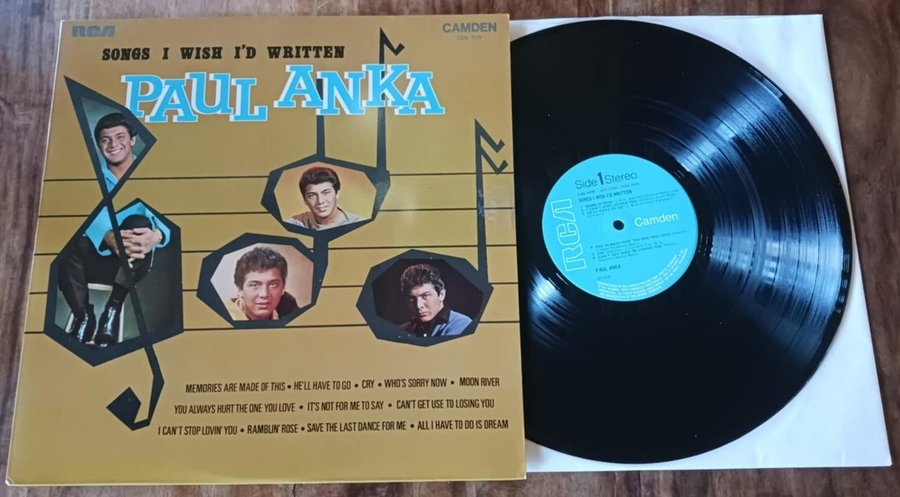 RCA
CAMDEN
SONGS I WISH I'D WRITTEN
PAUL ANKA
MEMORIES ARE MADE OF THIS • HE'LL HAVE TO GO • CRY • WHO'S SORRY NOW • MOON RIVER
YOU ALWAYS HURT THE ONE YOU LOVE • IT'S NOT FOR ME TO SAY • CAN'T GET USE TO LOSING YOU
I CAN'T STOP LOVIN' YOU • RAMBLIN' ROSE • SAVE THE LAST DANCE FOR ME • ALL I HAVE TO DO IS DREAM
Side 1 Stereo
SONGS I WISH I'D WRITTEN
RCA
Camden
PAUL ANKA